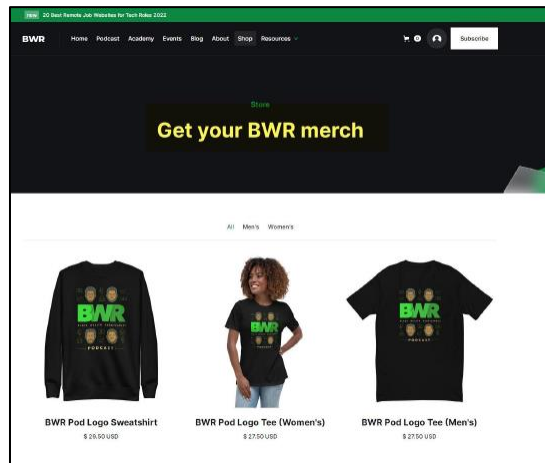 new 20 Best Remote Job Websites for Tech Roles 2022
BWR Home Podcast Academy Events Blog About Shop Resources 0 Subscribe
Store
Get your BWR merch
All Men's Women's
BWR
PODCAST
BWR
BWR
PODCAST
BWR Pod Logo Sweatshirt BWR Pod Logo Tee (Women's) BWR Pod Logo Tee (Men's)
$ 29.50 USD $ 27.50 USD $ 27.50 USD